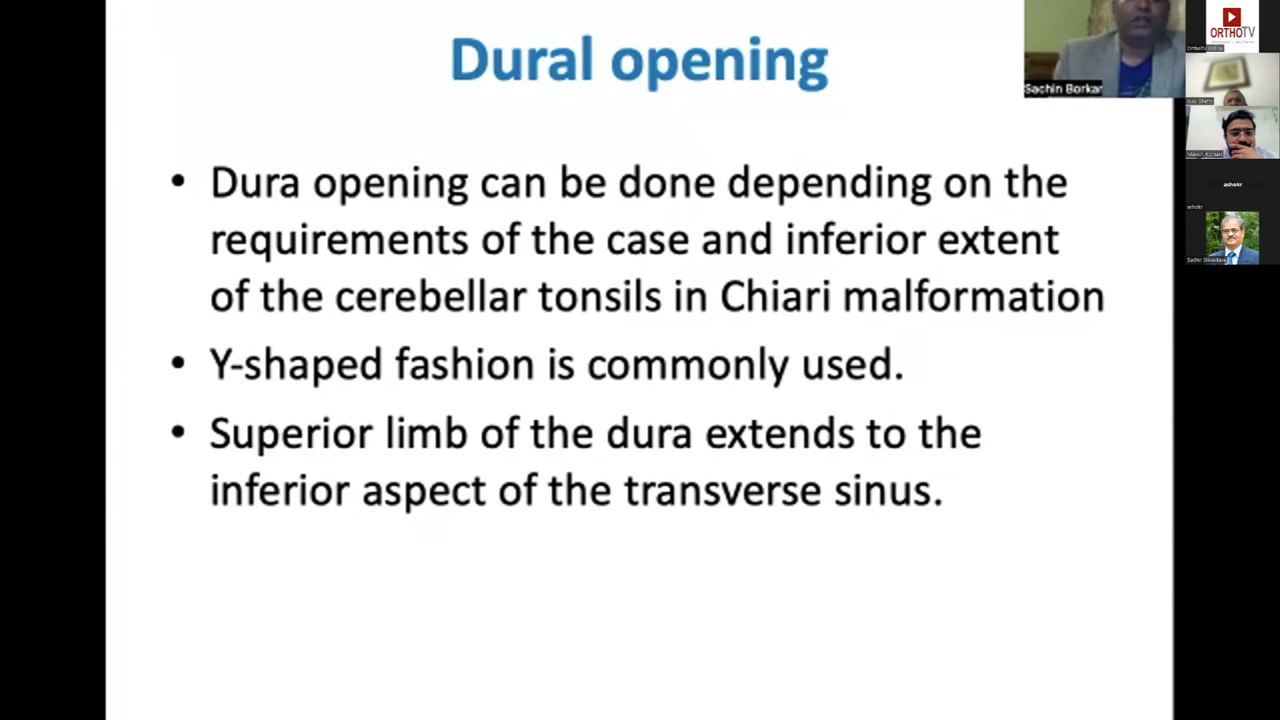 Dural opening
• Dura opening can be done depending on the
requirements of the case and inferior extent
of the cerebellar tonsils in Chiari malformation
• Y-shaped fashion is commonly used.
• Superior limb of the dura extends to the
inferior aspect of the transverse sinus.
Sachin Borkar
ORTHOTV
ashokr
ashokr